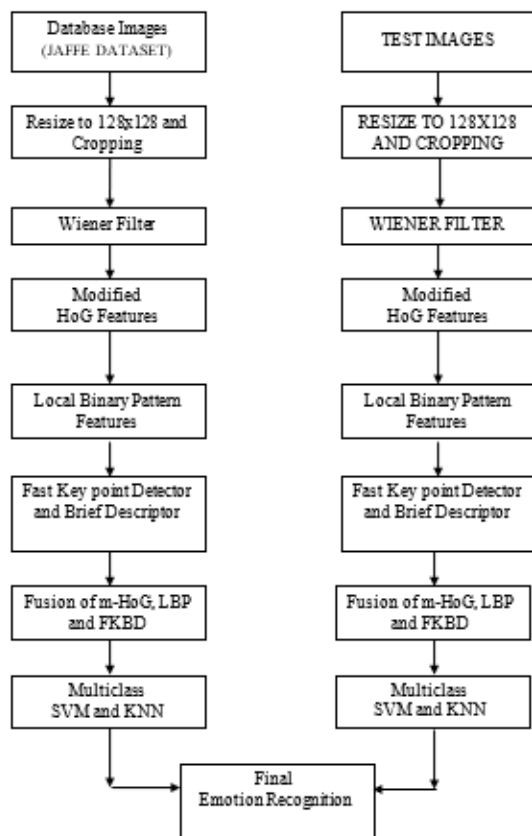 Database Images
(JAFFE DATASET)
Resize to 128x128 and
Cropping
Wiener Filter
Modified
HoG Features
Local Binary Pattern
Features
Fast Key point Detector
and Brief Descriptor
Fusion of m-HoG, LBP
and FKBD
Multiclass
SVM and KNN
TEST IMAGES
RESIZE TO 128X128
AND CROPPING
WIENER FILTER
Modified
HoG Features
Local Binary Pattern
Features
Fast Key point Detector
and Brief Descriptor
Fusion of m-HoG, LBP
and FKBD
Multiclass
SVM and KNN
Final
Emotion Recognition